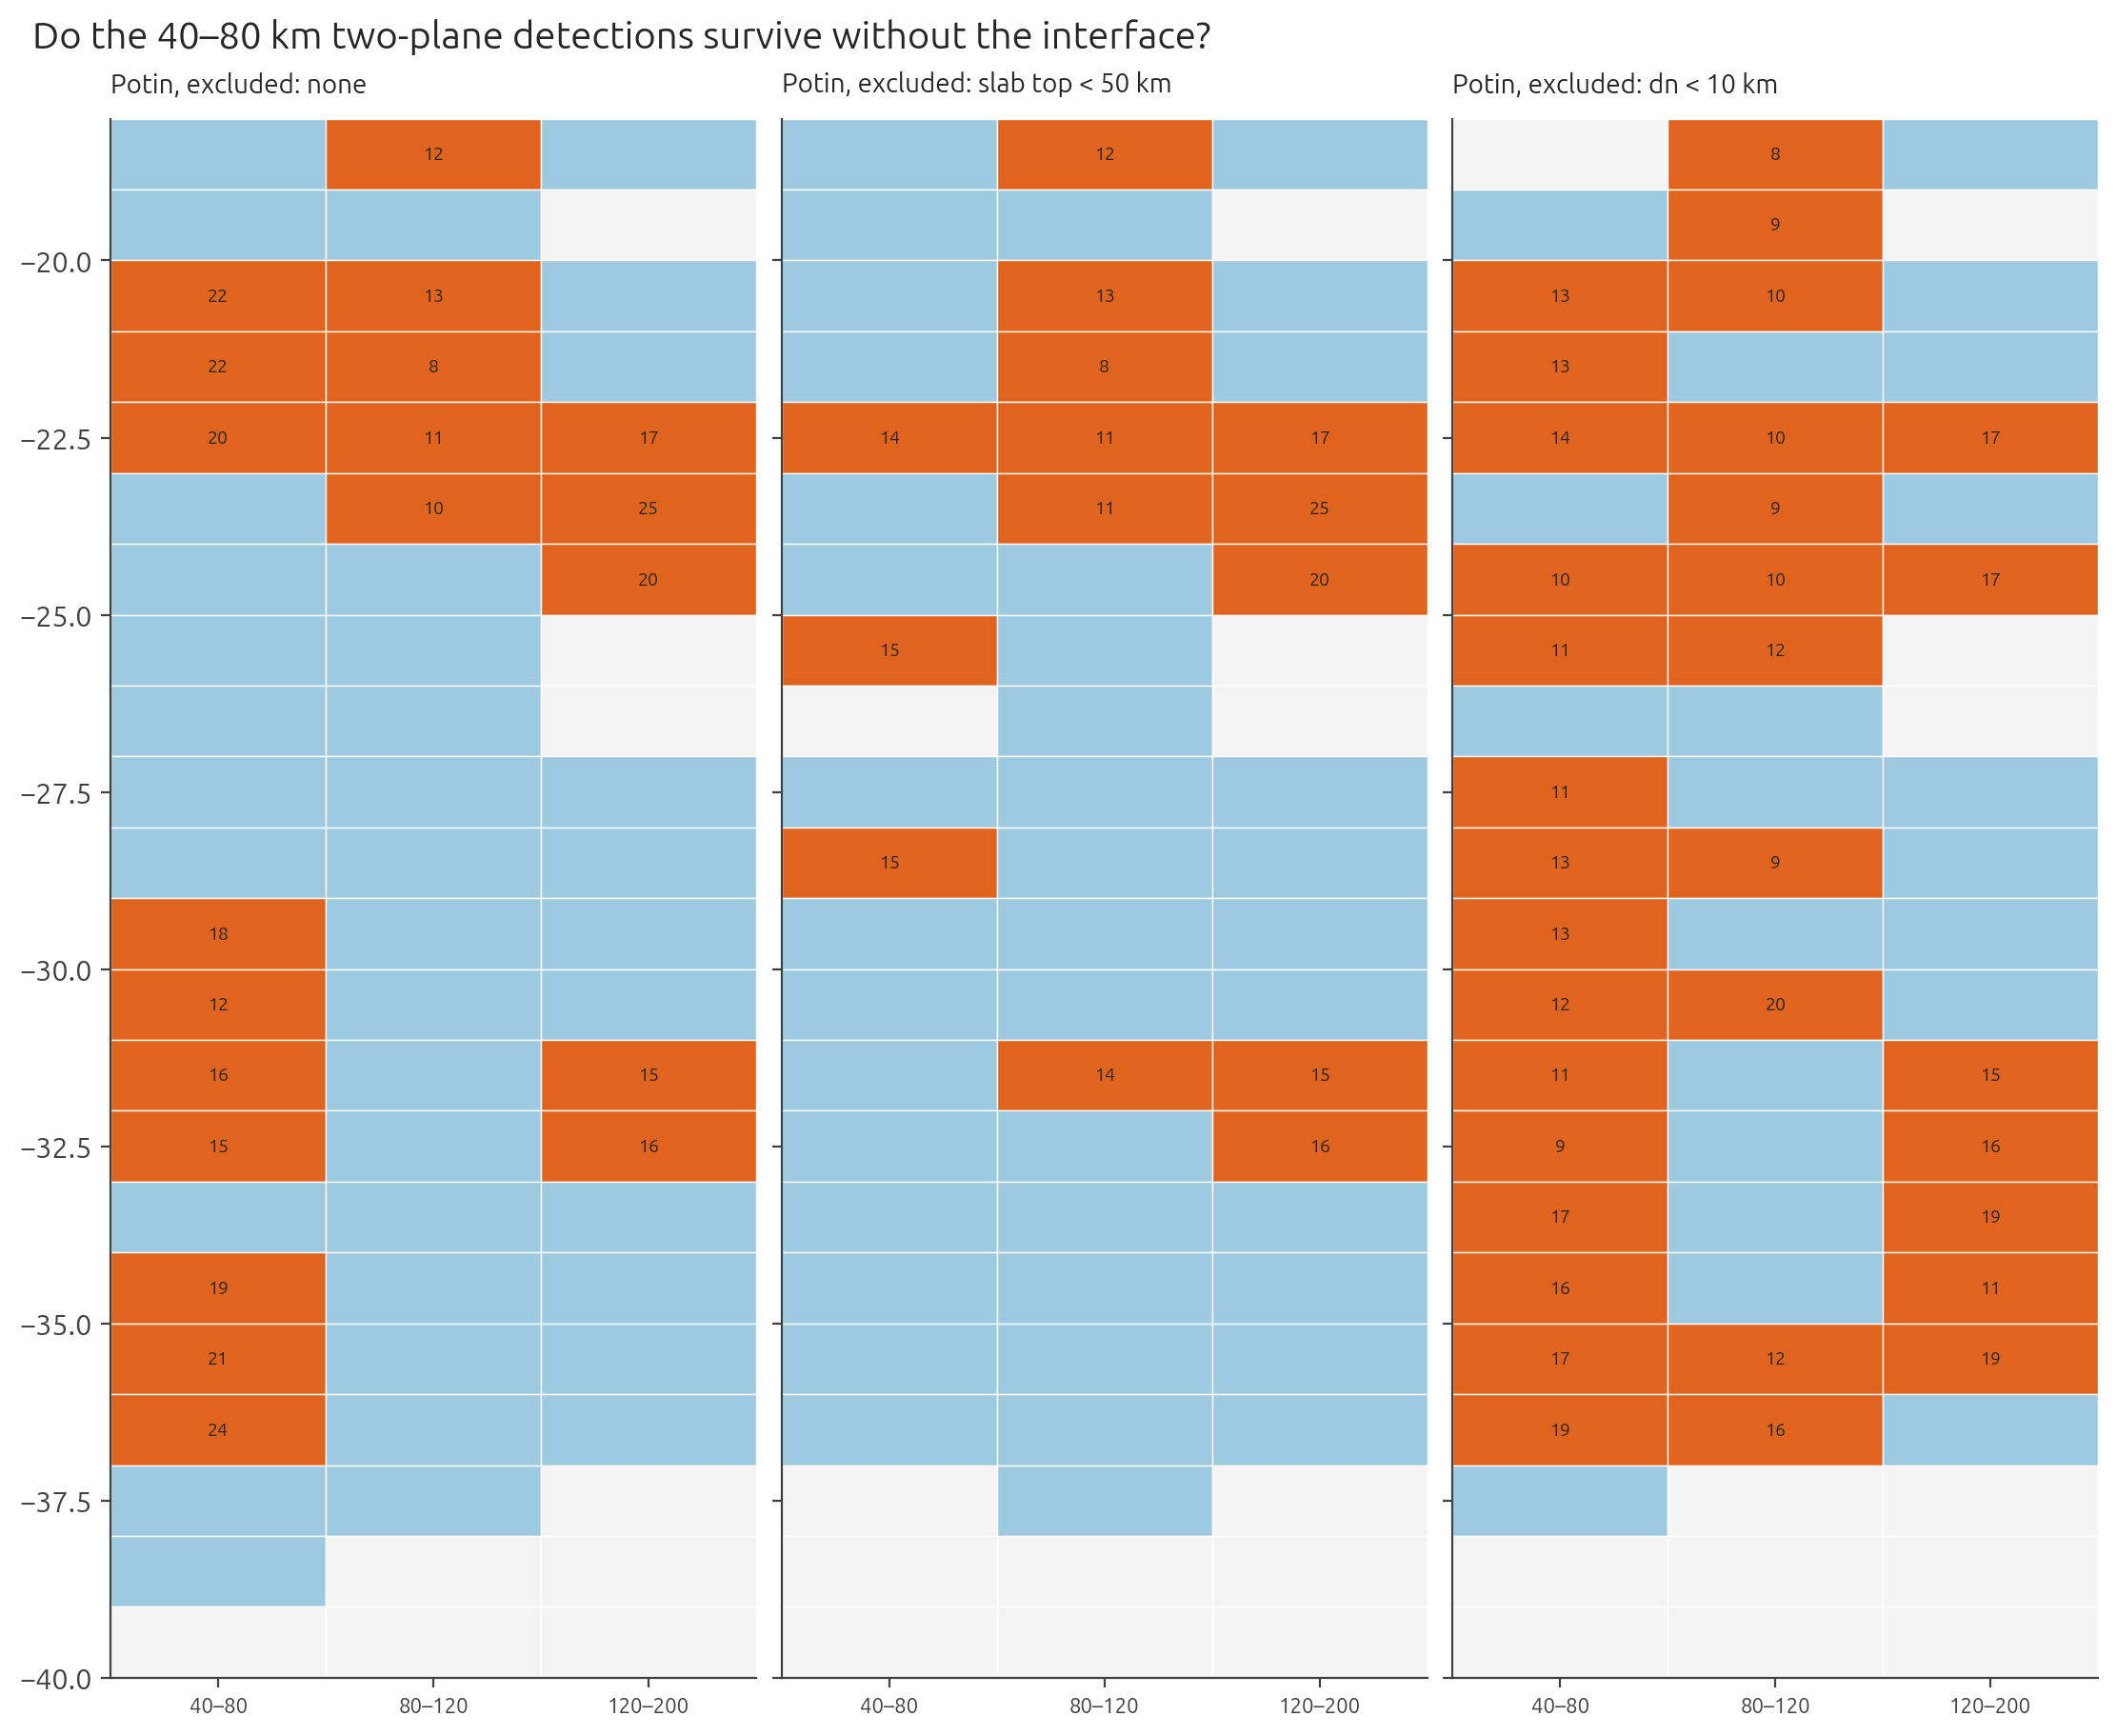 Do the 40–80 km two-plane detections survive without the interface?
Potin, excluded: none
Potin, excluded: slab top < 50 km
Potin, excluded: dn < 10 km
12 12 8
9
−20.0
22 13 13 13 10
22 8 8 13
−22.5 20 11 17 14 11 17 14 10 17
10 25 11 25 9
20 20 10 10 17
−25.0
15 11 12
−27.5 11
15 13 9
18 13
−30.0
12 12 20
16 15 14 15 11 15
−32.5 15 16 16 9 16
17 19
19 16 11
−35.0
21 17 12 19
24 19 16
−37.5
−40.0
40–80 80–120 120–200 40–80 80–120 120–200 40–80 80–120 120–200